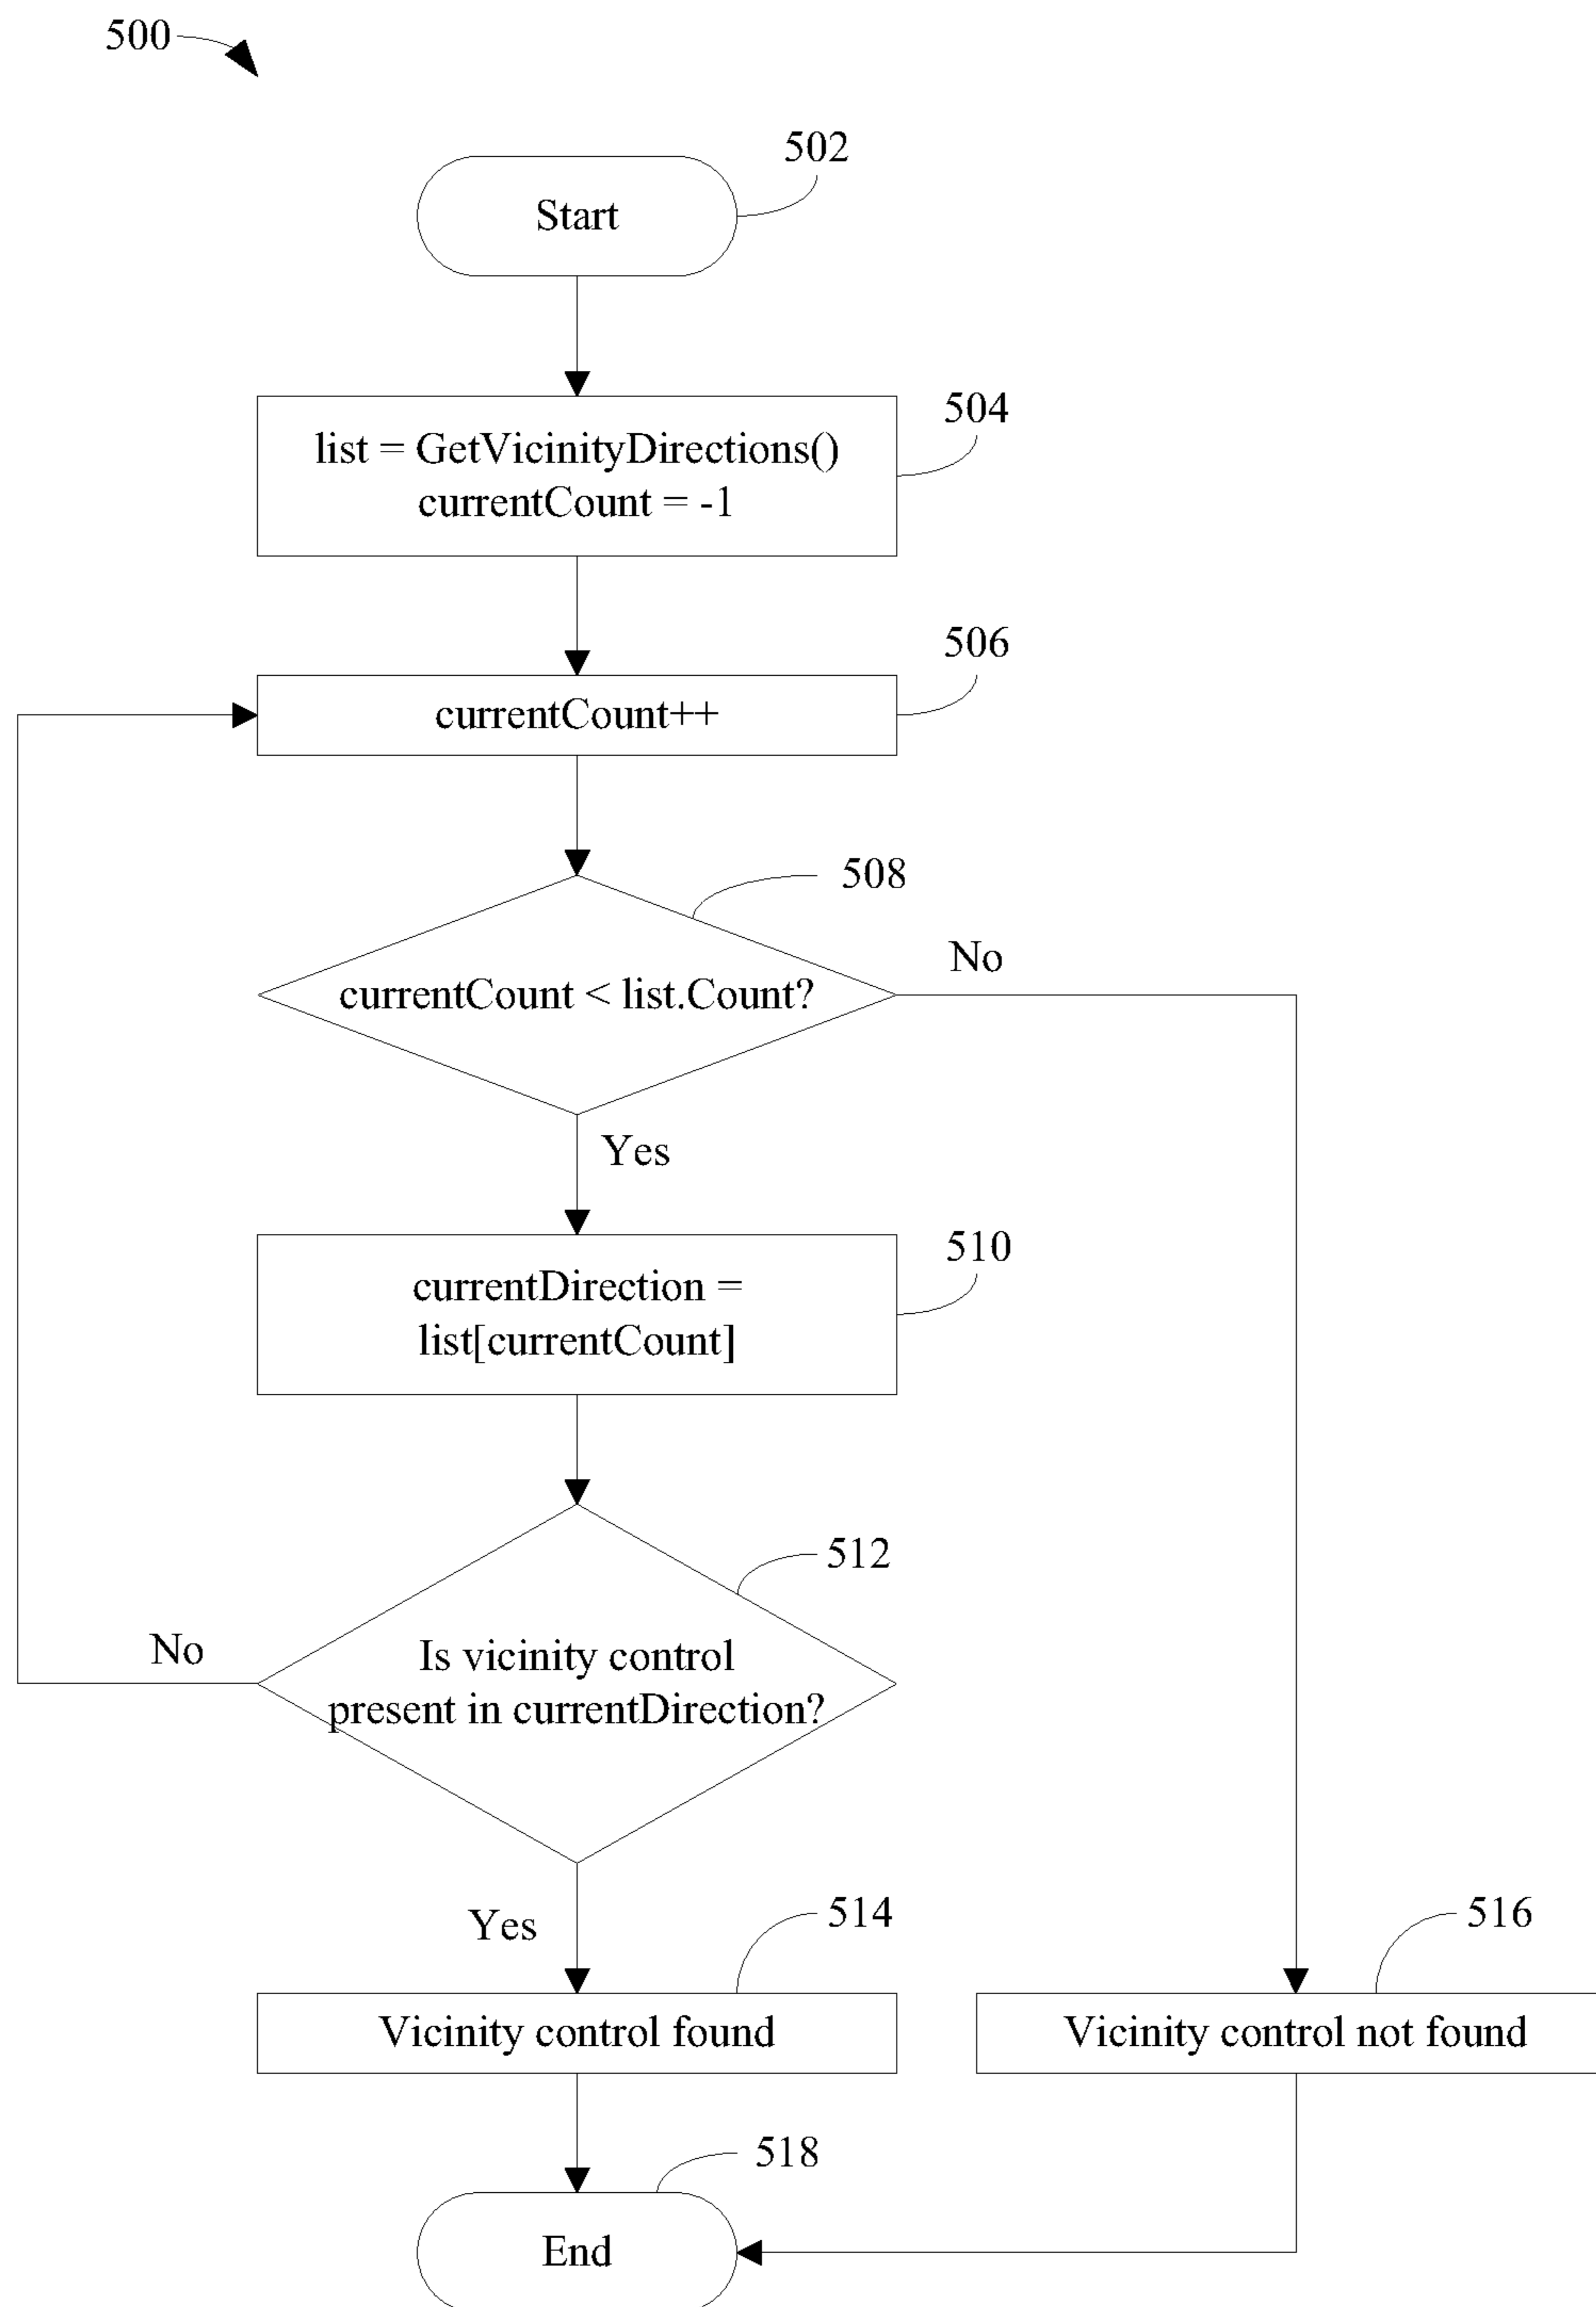 500
502
Start
504
list = GetVicinityDirections()
currentCount = -1
506
currentCount++
508
currentCount < list.Count?
No
Yes
510
currentDirection =
list[currentCount]
512
Is vicinity control
present in currentDirection?
No
Yes
514
Vicinity control found
516
Vicinity control not found
518
End